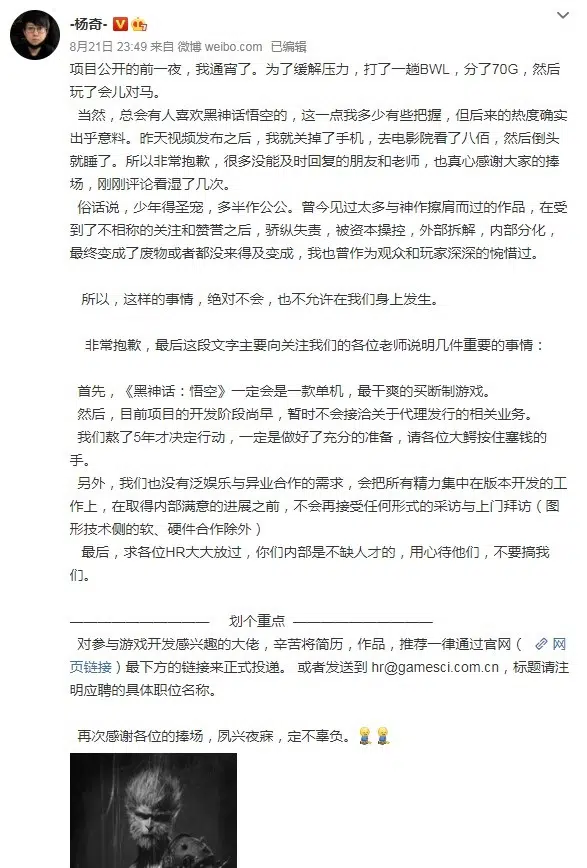 -杨奇-
8月21日 23:49 来自 微博 weibo.com 已编辑
项目公开的前一夜，我通宵了。为了缓解压力，打了一趟BWL，分了70G，然后
玩了会儿对马。
当然，总会有人喜欢黑神话悟空的，这一点我多少有些把握，但后来的热度确实
出乎意料。昨天视频发布之后，我就关掉了手机，去电影院看了八佰，然后倒头
就睡了。所以非常抱歉，很多没能及时回复的朋友和老师，也真心感谢大家的捧
场，刚刚评论看湿了几次。
俗话说，少年得圣宠，多半作公公。曾今见过太多与神作擦肩而过的作品，在受
到了不相称的关注和赞誉之后，骄纵失责，被资本操控，外部拆解，内部分化，
最终变成了废物或者都没来得及变成，我也曾作为观众和玩家深深的惋惜过。
所以，这样的事情，绝对不会，也不允许在我们身上发生。
非常抱歉，最后这段文字主要向关注我们的各位老师说明几件重要的事情：
首先，《黑神话：悟空》一定会是一款单机，最干爽的买断制游戏。
然后，目前项目的开发阶段尚早，暂时不会接洽关于代理发行的相关业务。
我们熬了5年才决定行动，一定是做好了充分的准备，请各位大鳄按住塞钱的
手。
另外，我们也没有泛娱乐与异业合作的需求，会把所有精力集中在版本开发的工
作上，在取得内部满意的进展之前，不会再接受任何形式的采访与上门拜访（图
形技术侧的软、硬件合作除外）
最后，求各位HR大大放过，你们内部是不缺人才的，用心待他们，不要搞我
们。
——————————  划个重点  ——————————
对参与游戏开发感兴趣的大佬，辛苦将简历，作品，推荐一律通过官网（ 网
页链接）最下方的链接来正式投递。 或者发送到 hr@gamesci.com.cn，标题请注
明应聘的具体职位名称。
再次感谢各位的捧场，夙兴夜寐，定不辜负。